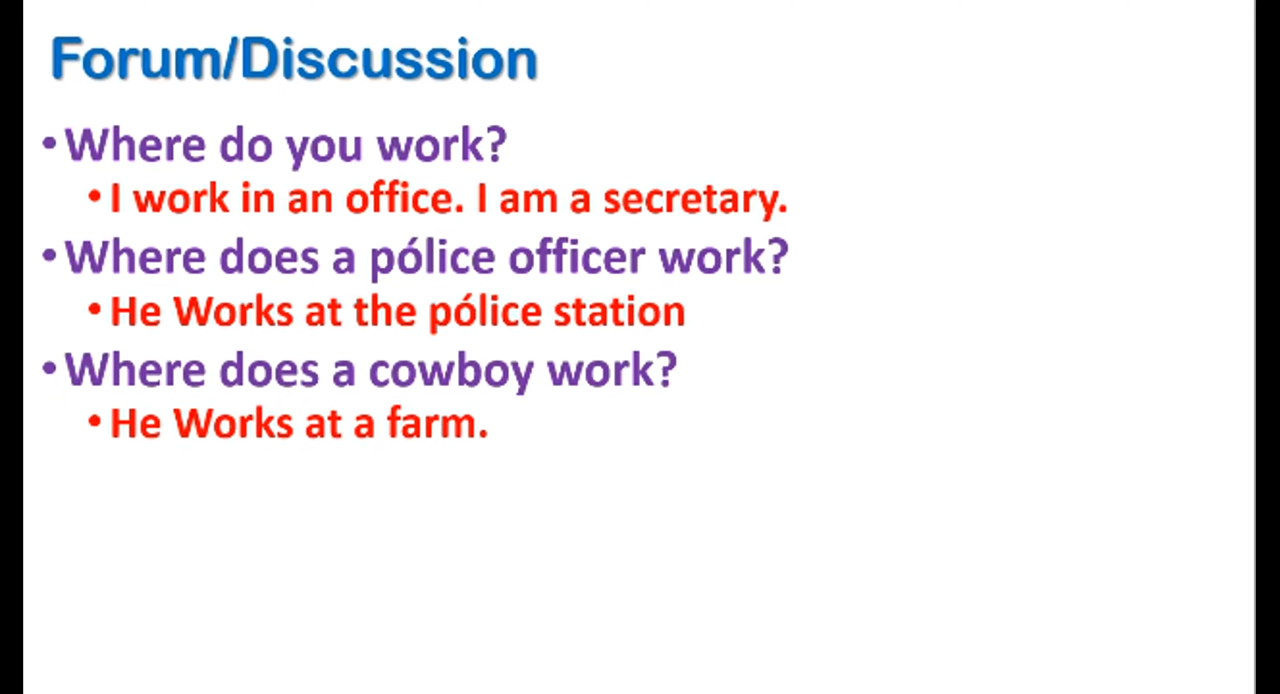 Forum/Discussion
•Where do you work?
•I work in an office. I am a secretary.
•Where does a pólice officer work?
•He Works at the pólice station
•Where does a cowboy work?
•He Works at a farm.